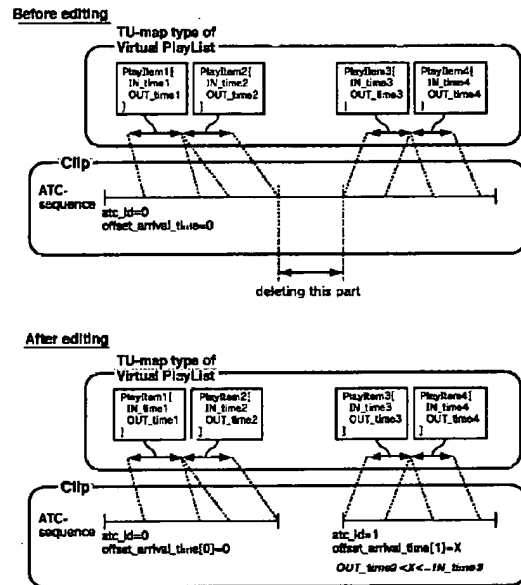 Before editing
TU-map type of
Virtual PlayList
PlayItem1{
IN_time1
OUT_time1
}
PlayItem2{
IN_time2
OUT_time2
}
PlayItem3{
IN_time3
OUT_time3
}
PlayItem4{
IN_time4
OUT_time4
}
Clip
ATC-
sequence
atc_id=0
offset_arrival_time=0
deleting this part
After editing
TU-map type of
Virtual PlayList
PlayItem1{
IN_time1
OUT_time1
}
PlayItem2{
IN_time2
OUT_time2
}
PlayItem3{
IN_time3
OUT_time3
}
PlayItem4{
IN_time4
OUT_time4
}
Clip
ATC-
sequence
atc_id=0
offset_arrival_time[0]=0
atc_id=1
offset_arrival_time[1]=X
OUT_time2<X<=IN_time3